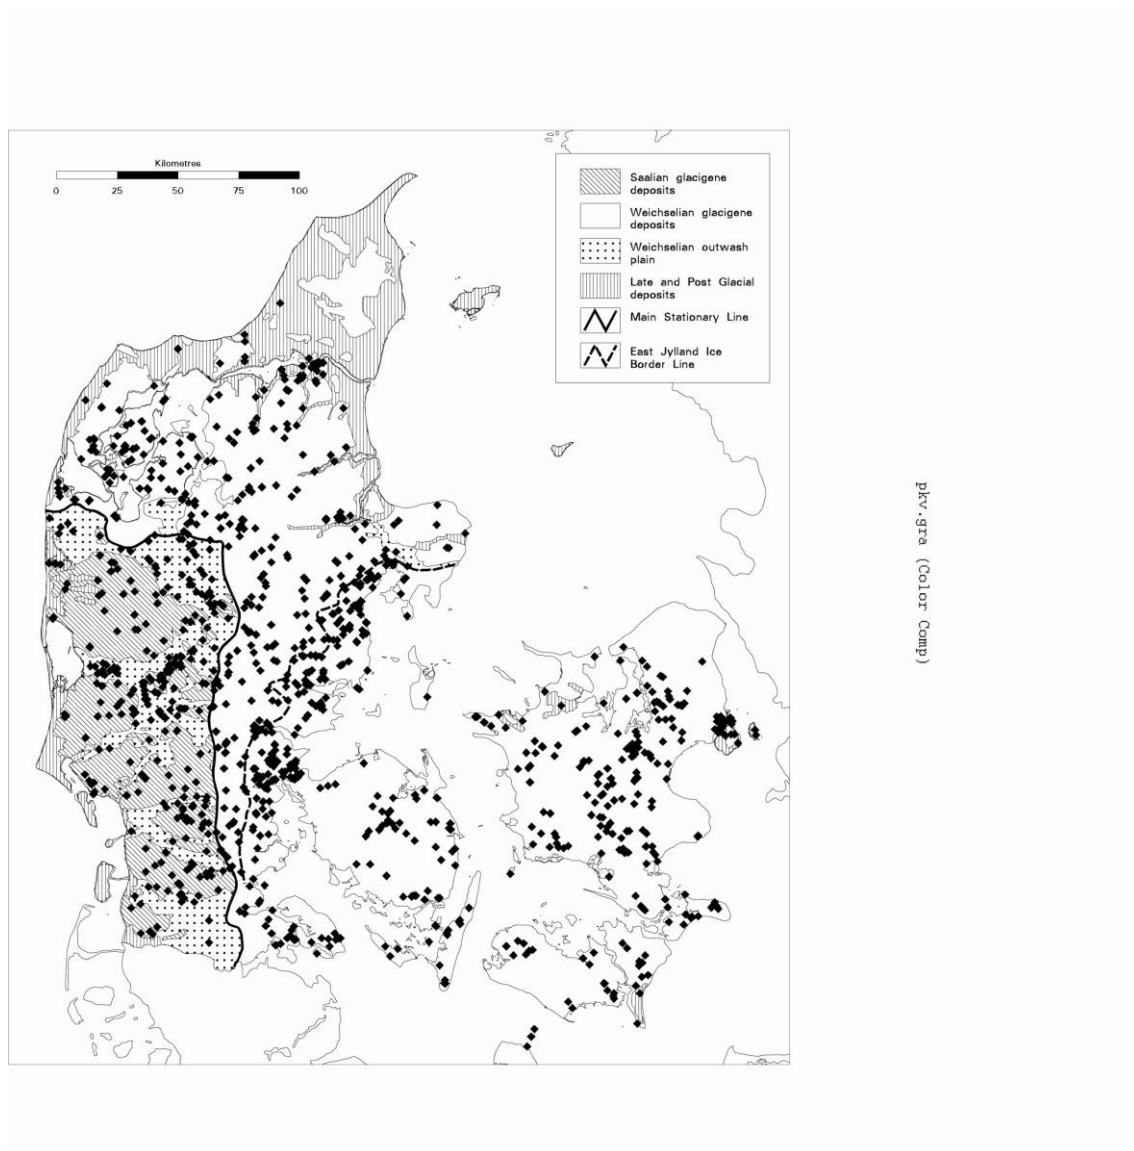 Kilometres
0 25 50 75 100
Saalian glacigene
deposits
Weichselian glacigene
deposits
Weichselian outwash
plain
Late and Post Glacial
deposits
Main Stationary Line
East Jylland Ice
Border Line
pkv.gra (Color Comp)